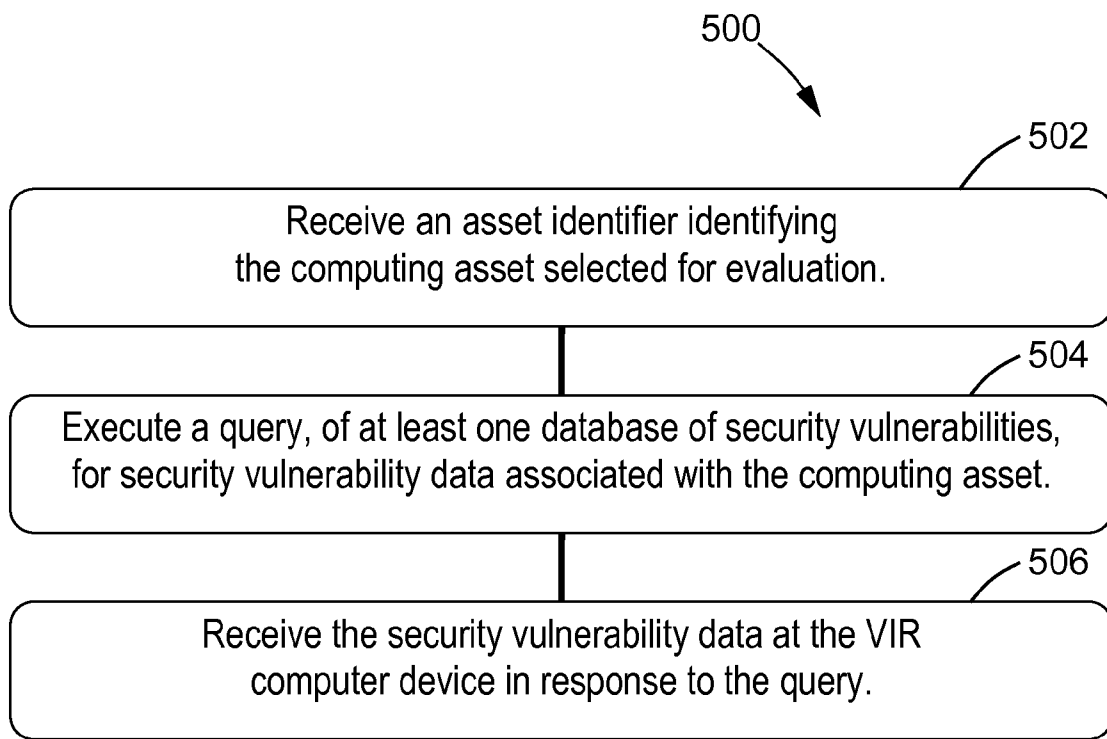 500
502
Receive an asset identifier identifying
the computing asset selected for evaluation.
504
Execute a query, of at least one database of security vulnerabilities,
for security vulnerability data associated with the computing asset.
506
Receive the security vulnerability data at the VIR
computer device in response to the query.